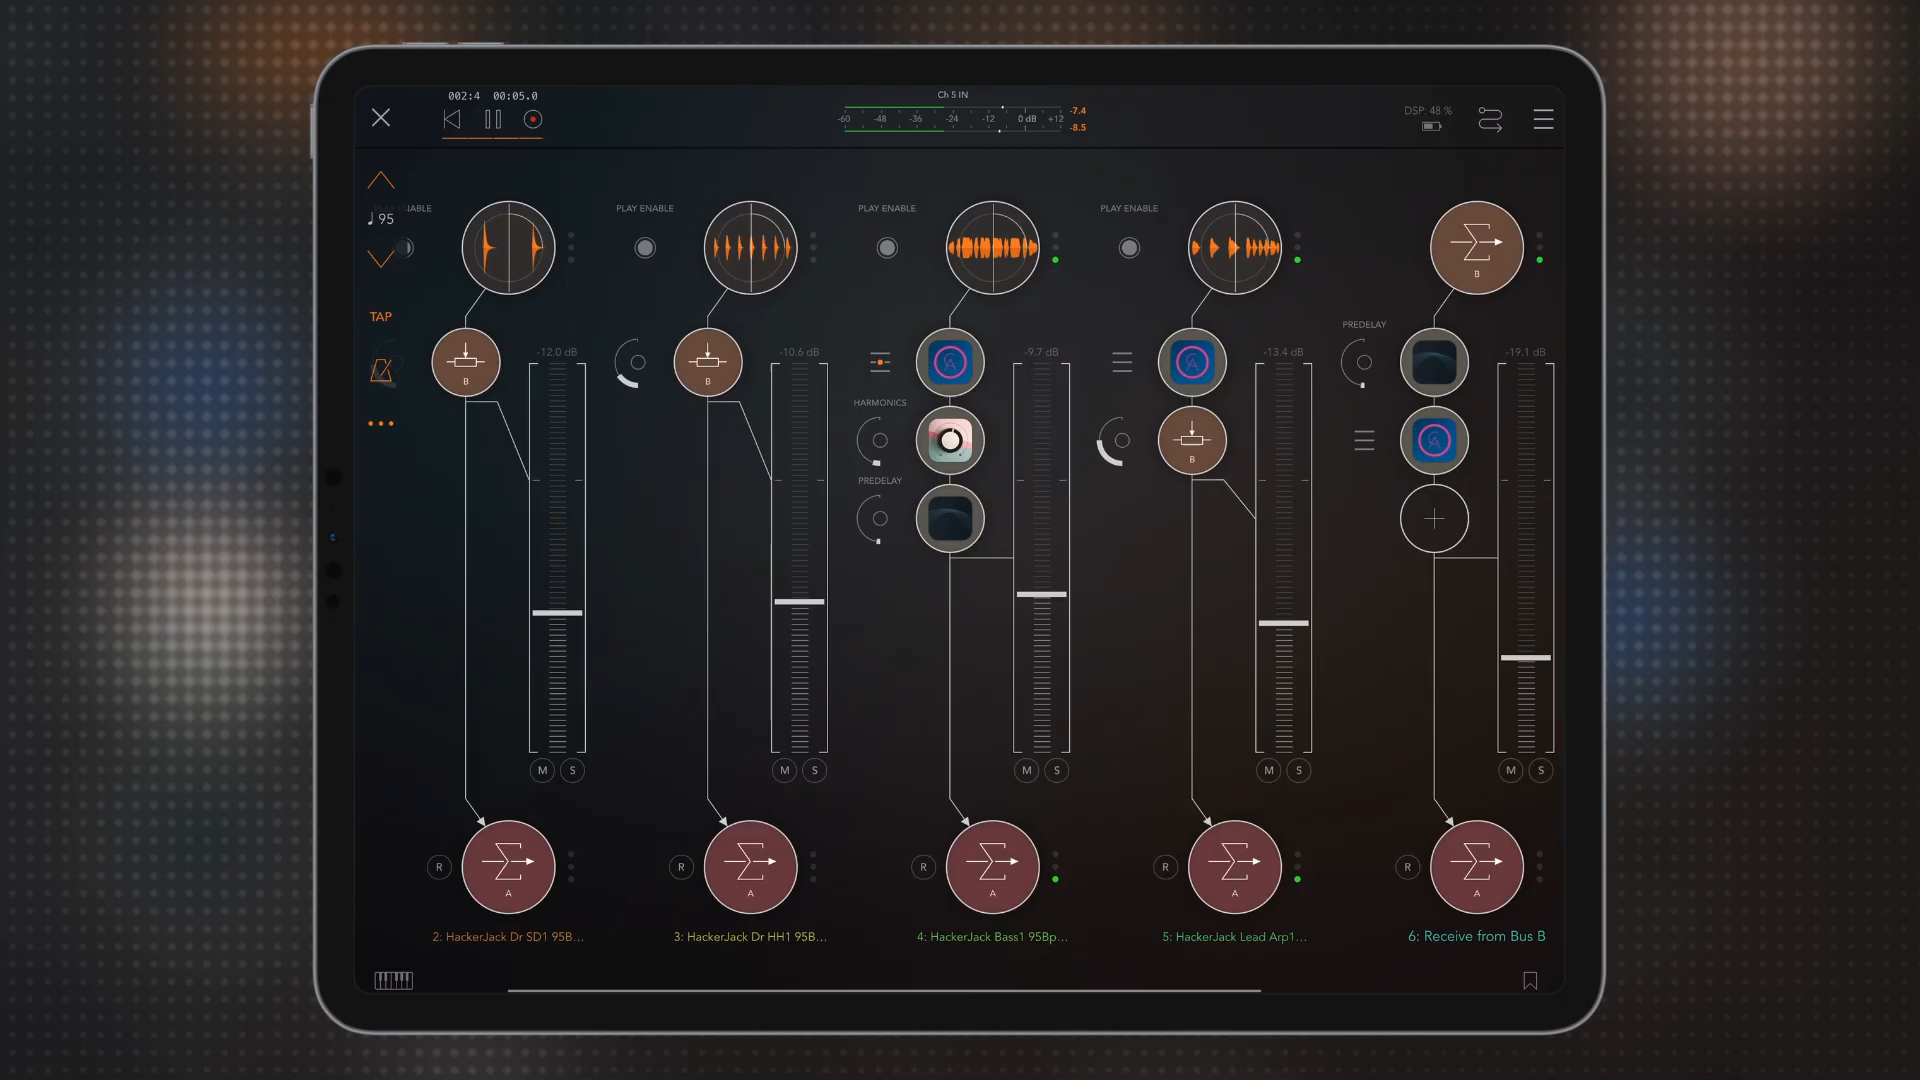 002:4 00:05.0
Ch 5 IN
-60 -48 -36 -24 -12 0 dB +12
-7.4
-8.5
DSP: 48 %
95
TAP
PLAY ENABLE
PLAY ENABLE
PLAY ENABLE
PLAY ENABLE
B
B
B
B
PREDELAY
HARMONICS
PREDELAY
-12.0 dB
-10.6 dB
-9.7 dB
-13.4 dB
-19.1 dB
M S
M S
M S
M S
M S
R A
R A
R A
R A
R A
2: HackerJack Dr SD1 95B...
3: HackerJack Dr HH1 95B...
4: HackerJack Bass1 95Bp...
5: HackerJack Lead Arp1...
6: Receive from Bus B